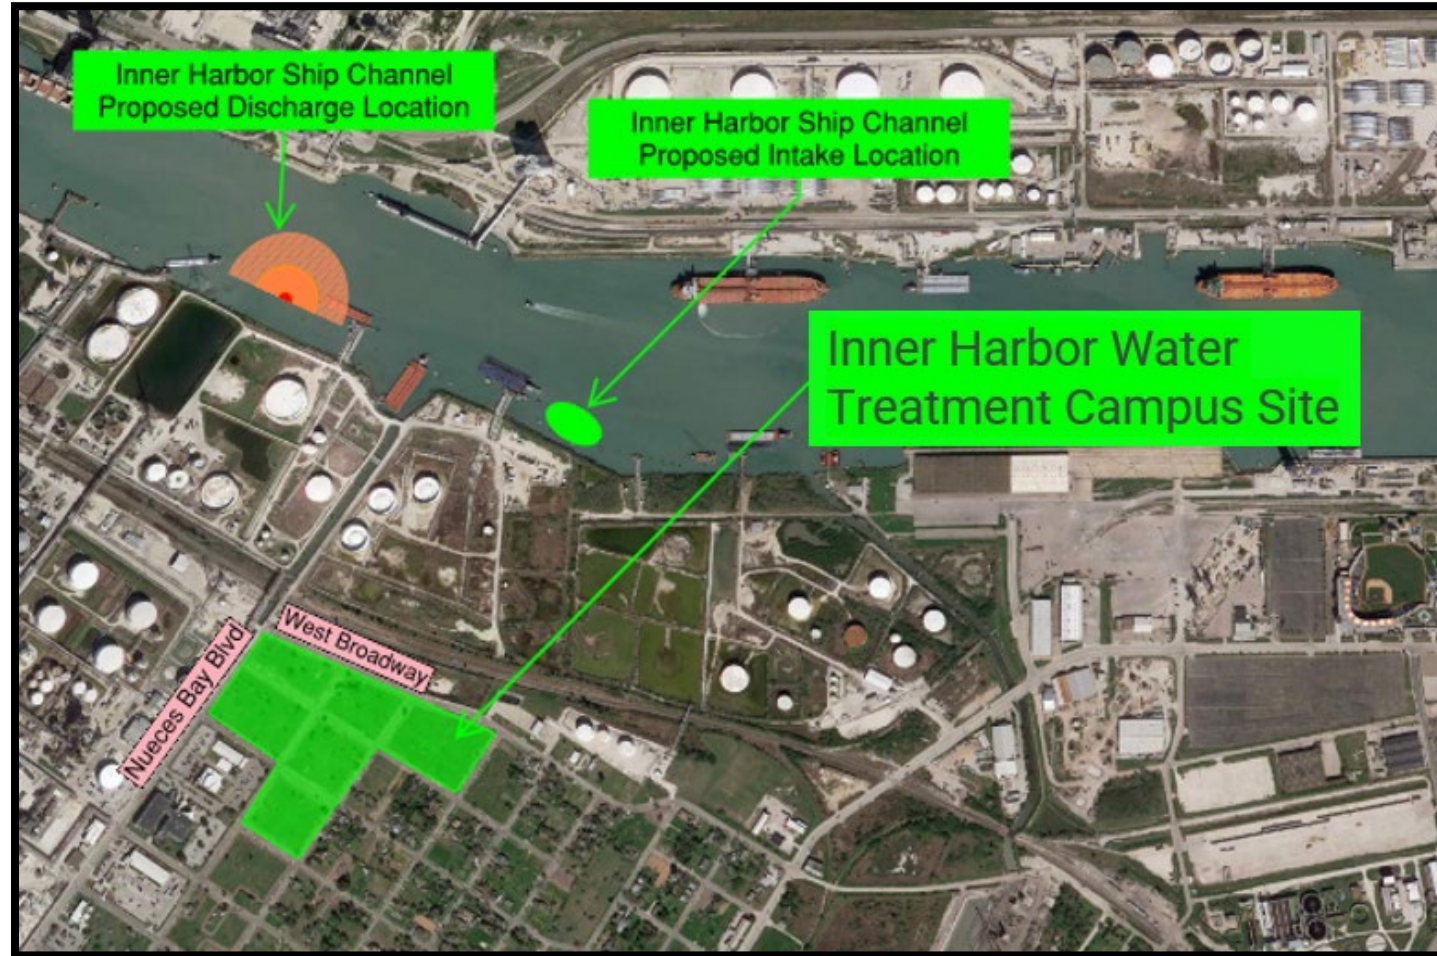 Inner Harbor Ship Channel
Proposed Discharge Location
Inner Harbor Ship Channel
Proposed Intake Location
Inner Harbor Water
Treatment Campus Site
West Broadway
Nueces Bay Blvd